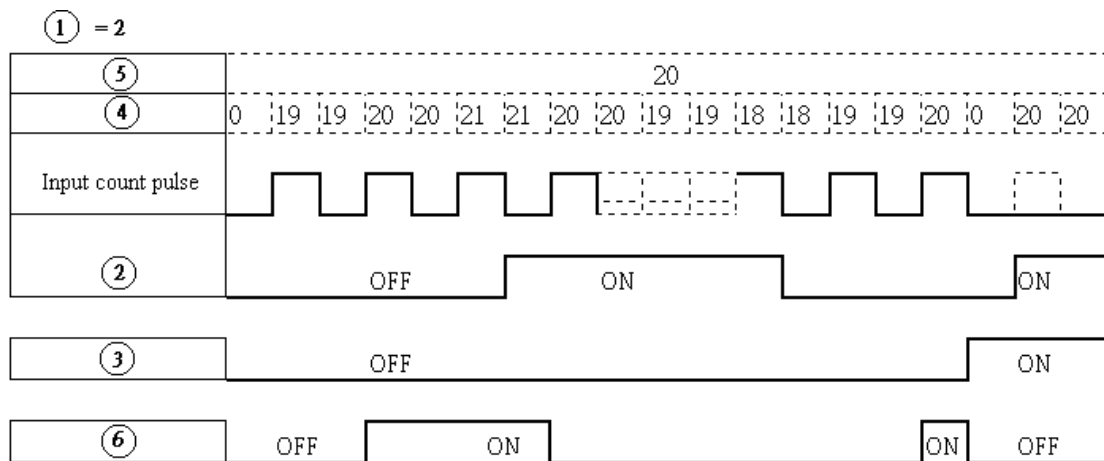 ① = 2
⑤ 20
④ 0 19 19 20 20 21 21 20 20 19 19 18 18 19 19 20 0 20 20
Input count pulse
② OFF ON ON
③ OFF ON
⑥ OFF ON ON OFF